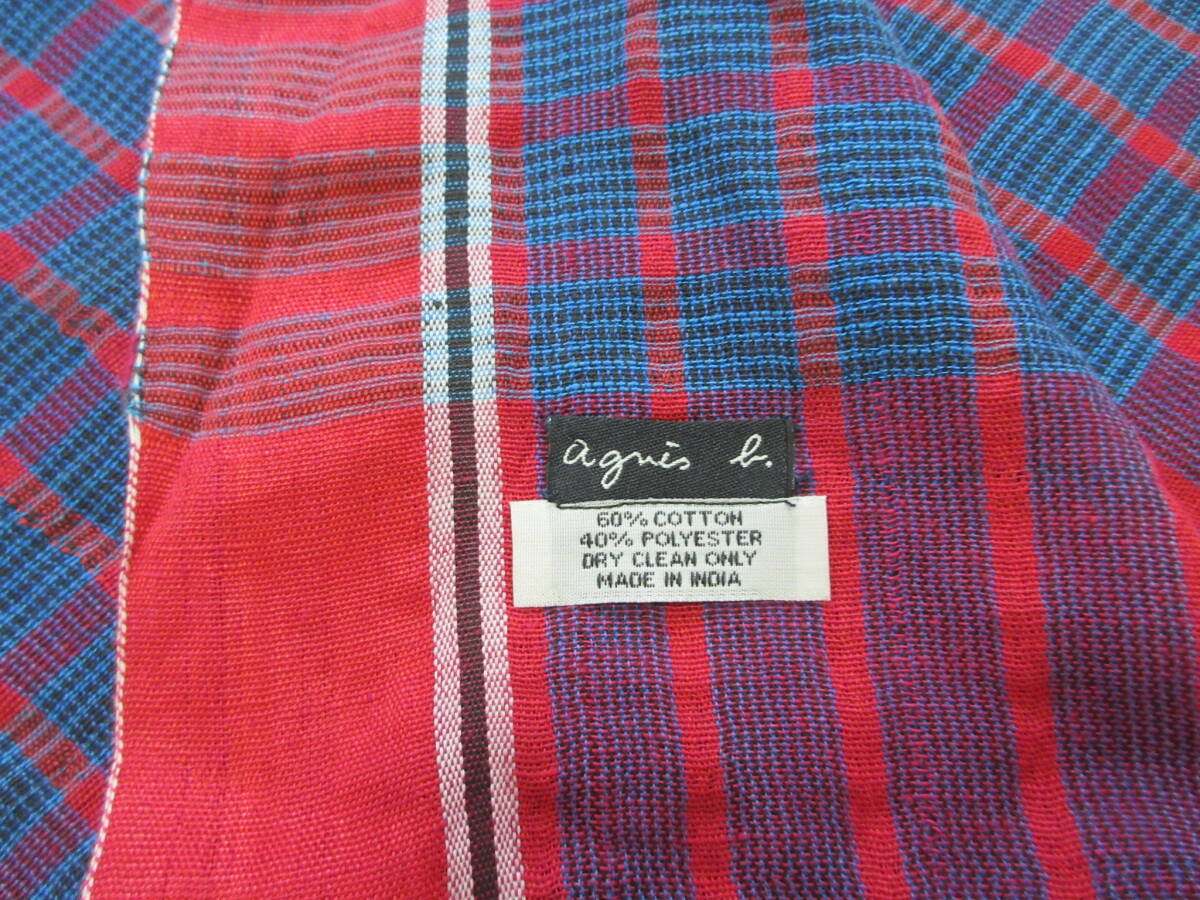 agnès b.
60% COTTON
40% POLYESTER
DRY CLEAN ONLY
MADE IN INDIA